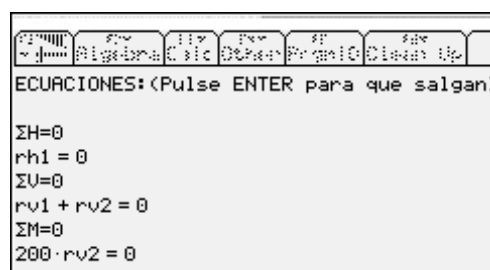 Algebra Calc Other PrgmIO Clean Up
ECUACIONES:(Pulse ENTER para que salgan)
ΣH=0
rh1 = 0
ΣV=0
rv1 + rv2 = 0
ΣM=0
200·rv2 = 0